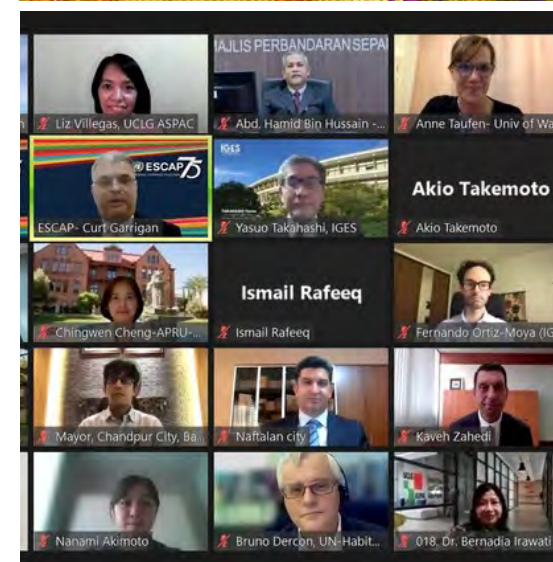 MAJLIS PERBANDARAN SEPA
Liz Villegas, UCLG ASPAC
Abd. Hamid Bin Hussain -...
Anne Taufen- Univ of Wa
ESCAP 75
ESCAP- Curt Garrigan
IGES
Yasuo Takahashi, IGES
Akio Takemoto
Akio Takemoto
Chingwen Cheng-APRU-...
Ismail Rafeeq
Ismail Rafeeq
Fernando Ortiz-Moya (IG
Mayor, Chandpur City, Ba...
Naftalan city
Kaveh Zahedi
Nanami Akimoto
Bruno Dercon, UN-Habit...
018. Dr. Bernadia Irawati